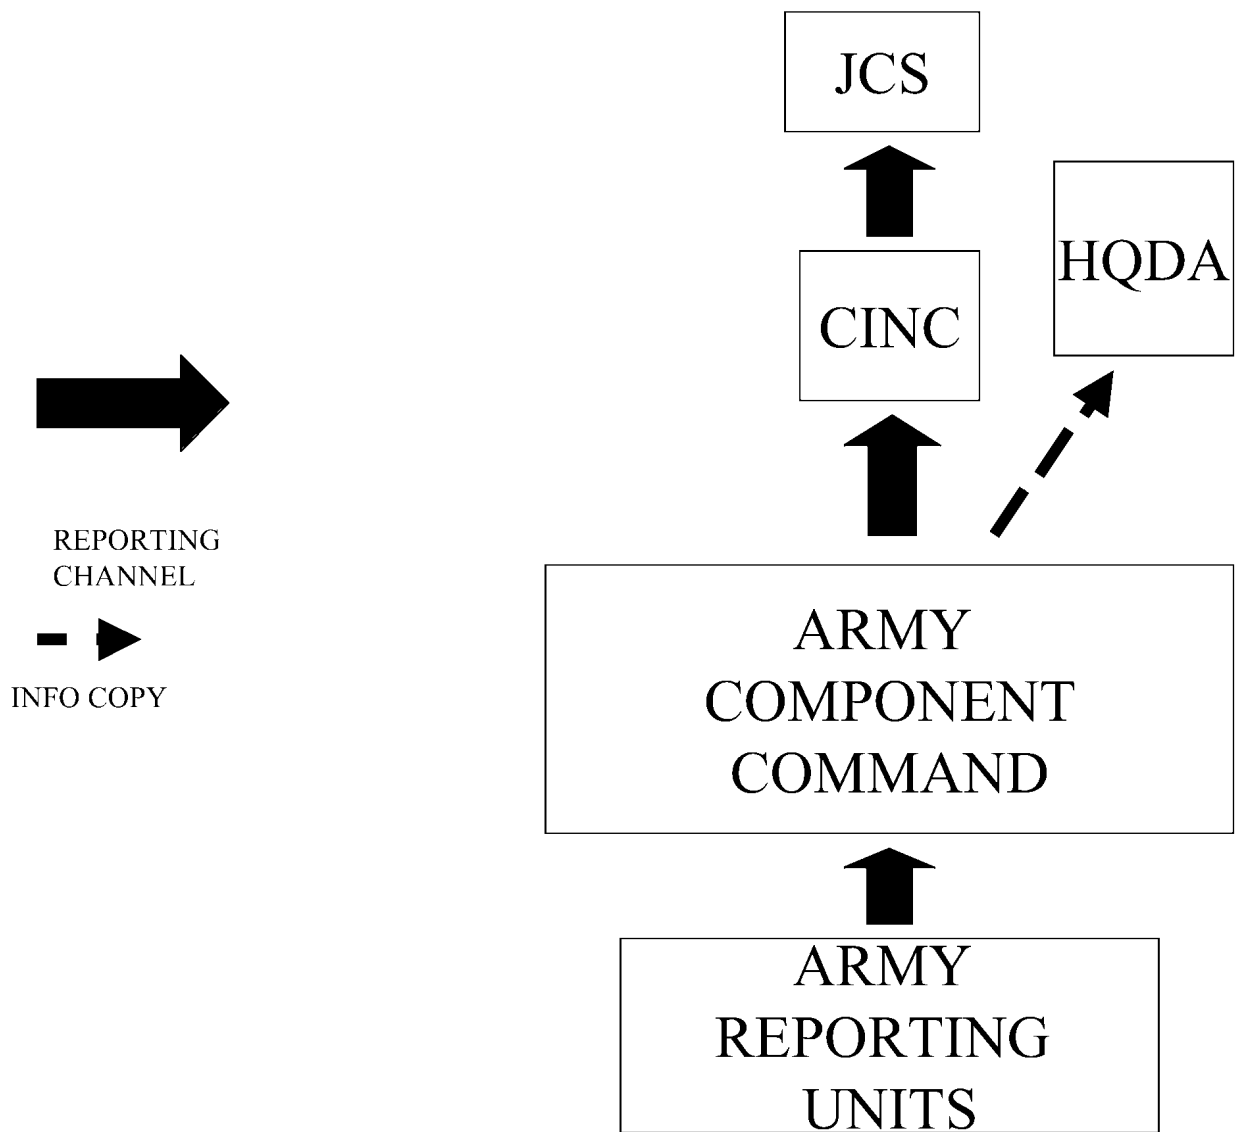 JCS
HQDA
CINC
REPORTING
CHANNEL
INFO COPY
ARMY
COMPONENT
COMMAND
ARMY
REPORTING
UNITS